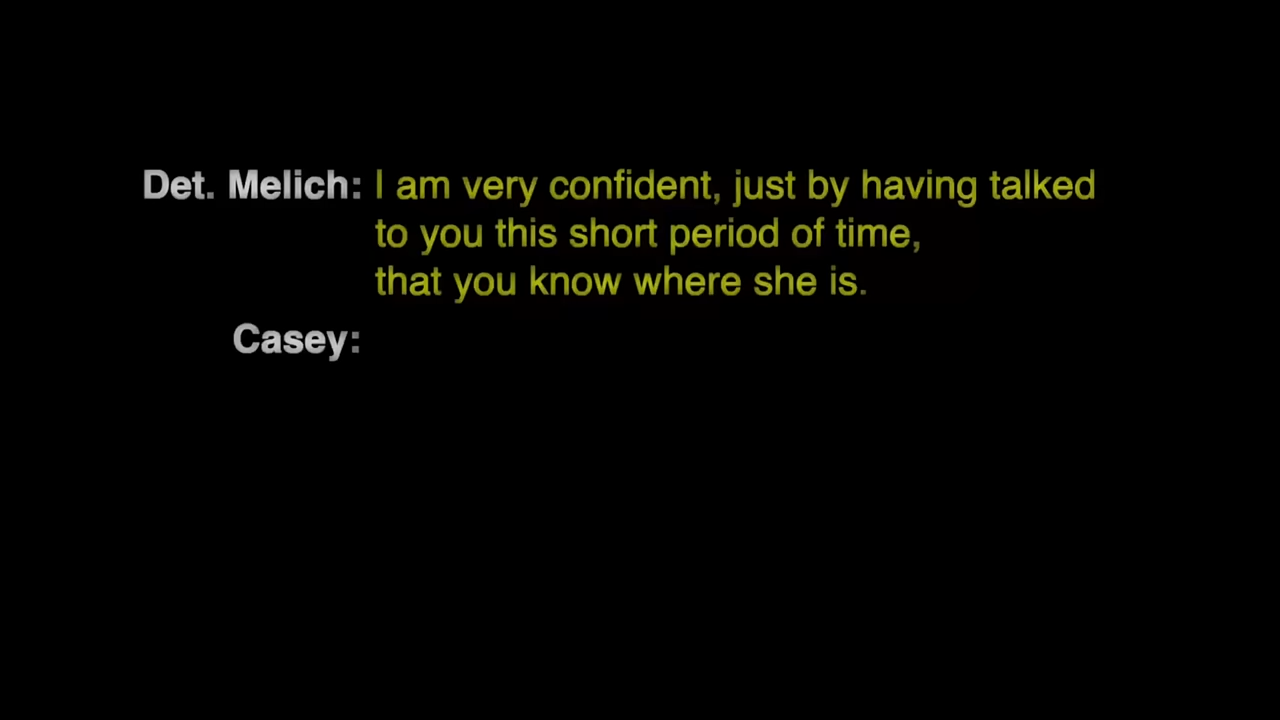 Det. Melich: I am very confident, just by having talked
to you this short period of time,
that you know where she is.
Casey: